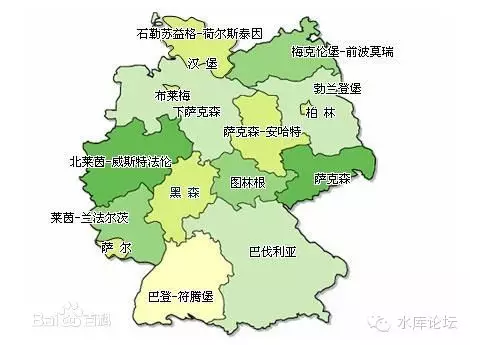 石勒苏益格-荷尔斯泰因
梅克伦堡-前波莫瑞
汉-堡
勃兰登堡
布莱梅
柏 林
下萨克森
萨克森-安哈特
北莱茵-威斯特法伦
图林根
萨克森
黑 森
莱茵-兰法尔茨
萨 尔
巴伐利亚
巴登-符腾堡
Bai百科
水库论坛